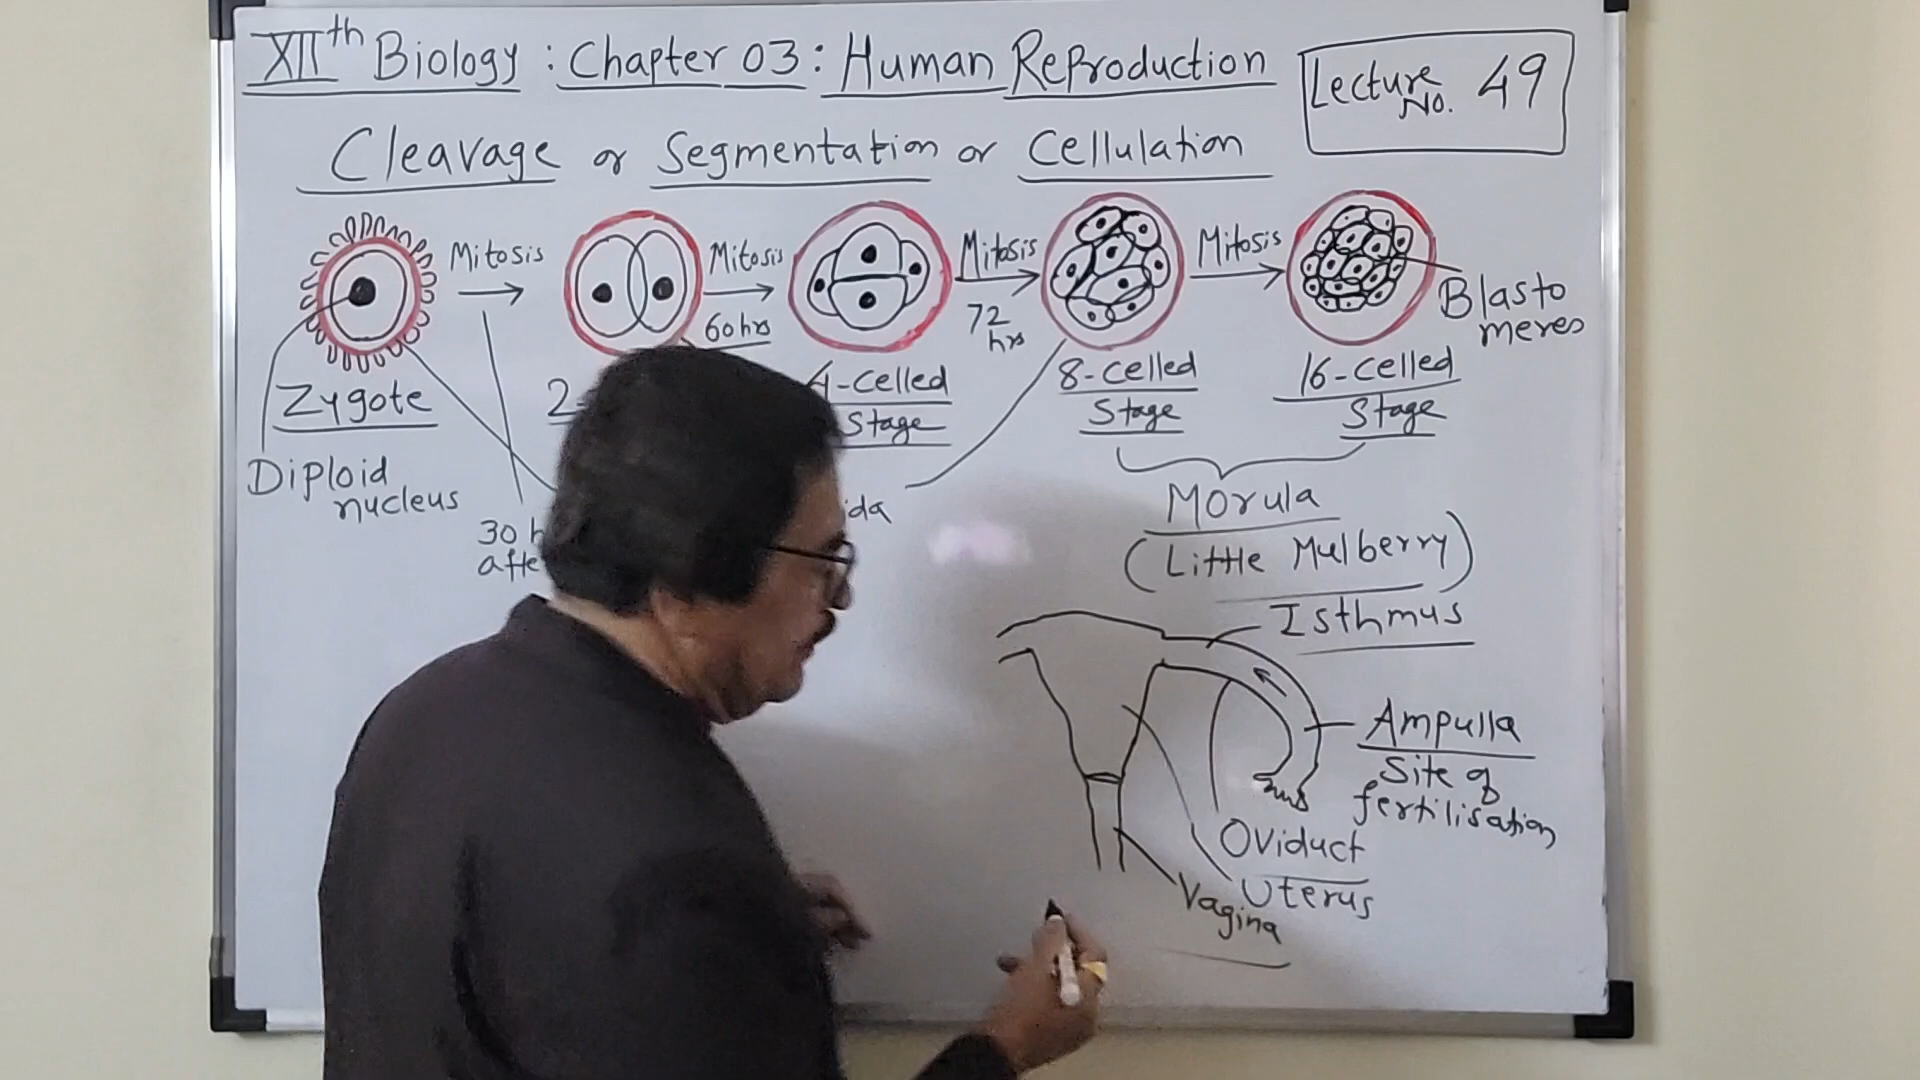 XIIth Biology : Chapter 03 : Human Reproduction
Lecture No. 49
Cleavage or Segmentation or Cellulation
Mitosis
Mitosis
60 hrs
Mitosis
72 hrs
Mitosis
Blasto
meres
Zygote
2-
4-Celled
Stage
8-Celled
Stage
16-Celled
Stage
Diploid
nucleus
30
Morula
(Little Mulberry)
Isthmus
Ampulla
Site of
fertilisation
Oviduct
Uterus
Vagina